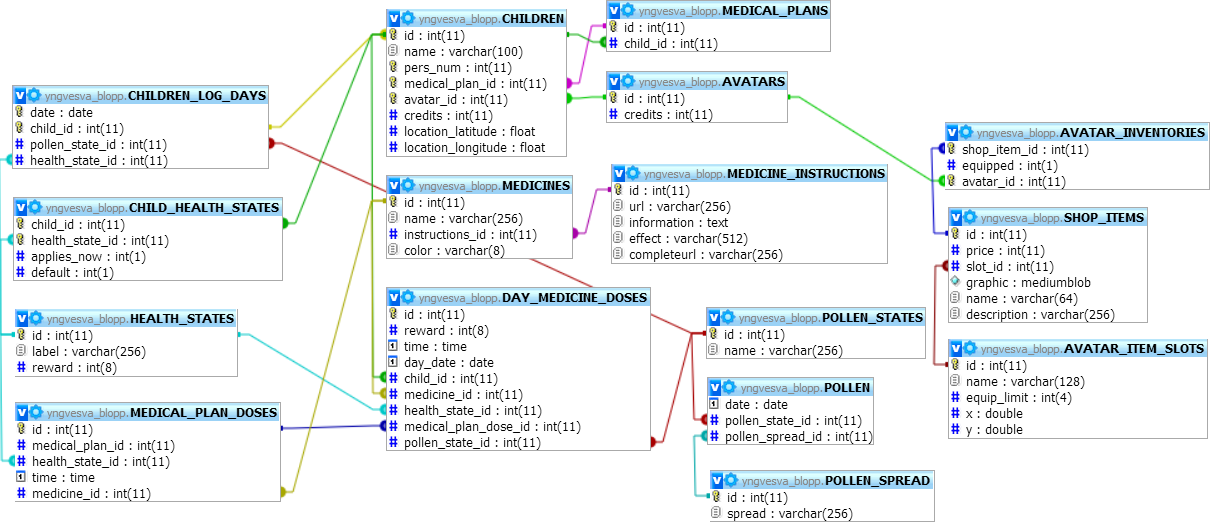 yngvesva_blopp.CHILDREN
id : int(11)
name : varchar(100)
pers_num : int(11)
medical_plan_id : int(11)
avatar_id : int(11)
credits : int(11)
location_latitude : float
location_longitude : float
yngvesva_blopp.MEDICAL_PLANS
id : int(11)
child_id : int(11)
yngvesva_blopp.AVATARS
id : int(11)
credits : int(11)
yngvesva_blopp.CHILDREN_LOG_DAYS
date : date
child_id : int(11)
pollen_state_id : int(11)
health_state_id : int(11)
yngvesva_blopp.AVATAR_INVENTORIES
shop_item_id : int(11)
equipped : int(1)
avatar_id : int(11)
yngvesva_blopp.MEDICINES
id : int(11)
name : varchar(256)
instructions_id : int(11)
color : varchar(8)
yngvesva_blopp.MEDICINE_INSTRUCTIONS
id : int(11)
url : varchar(256)
information : text
effect : varchar(512)
completeurl : varchar(256)
yngvesva_blopp.CHILD_HEALTH_STATES
child_id : int(11)
health_state_id : int(11)
applies_now : int(1)
default : int(1)
yngvesva_blopp.SHOP_ITEMS
id : int(11)
price : int(11)
slot_id : int(11)
graphic : mediumblob
name : varchar(64)
description : varchar(256)
yngvesva_blopp.DAY_MEDICINE_DOSES
id : int(11)
reward : int(8)
time : time
day_date : date
child_id : int(11)
medicine_id : int(11)
health_state_id : int(11)
medical_plan_dose_id : int(11)
pollen_state_id : int(11)
yngvesva_blopp.HEALTH_STATES
id : int(11)
label : varchar(256)
reward : int(8)
yngvesva_blopp.POLLEN_STATES
id : int(11)
name : varchar(256)
yngvesva_blopp.AVATAR_ITEM_SLOTS
id : int(11)
name : varchar(128)
equip_limit : int(4)
x : double
y : double
yngvesva_blopp.POLLEN
date : date
pollen_state_id : int(11)
pollen_spread_id : int(11)
yngvesva_blopp.MEDICAL_PLAN_DOSES
id : int(11)
medical_plan_id : int(11)
health_state_id : int(11)
time : time
medicine_id : int(11)
yngvesva_blopp.POLLEN_SPREAD
id : int(11)
spread : varchar(256)